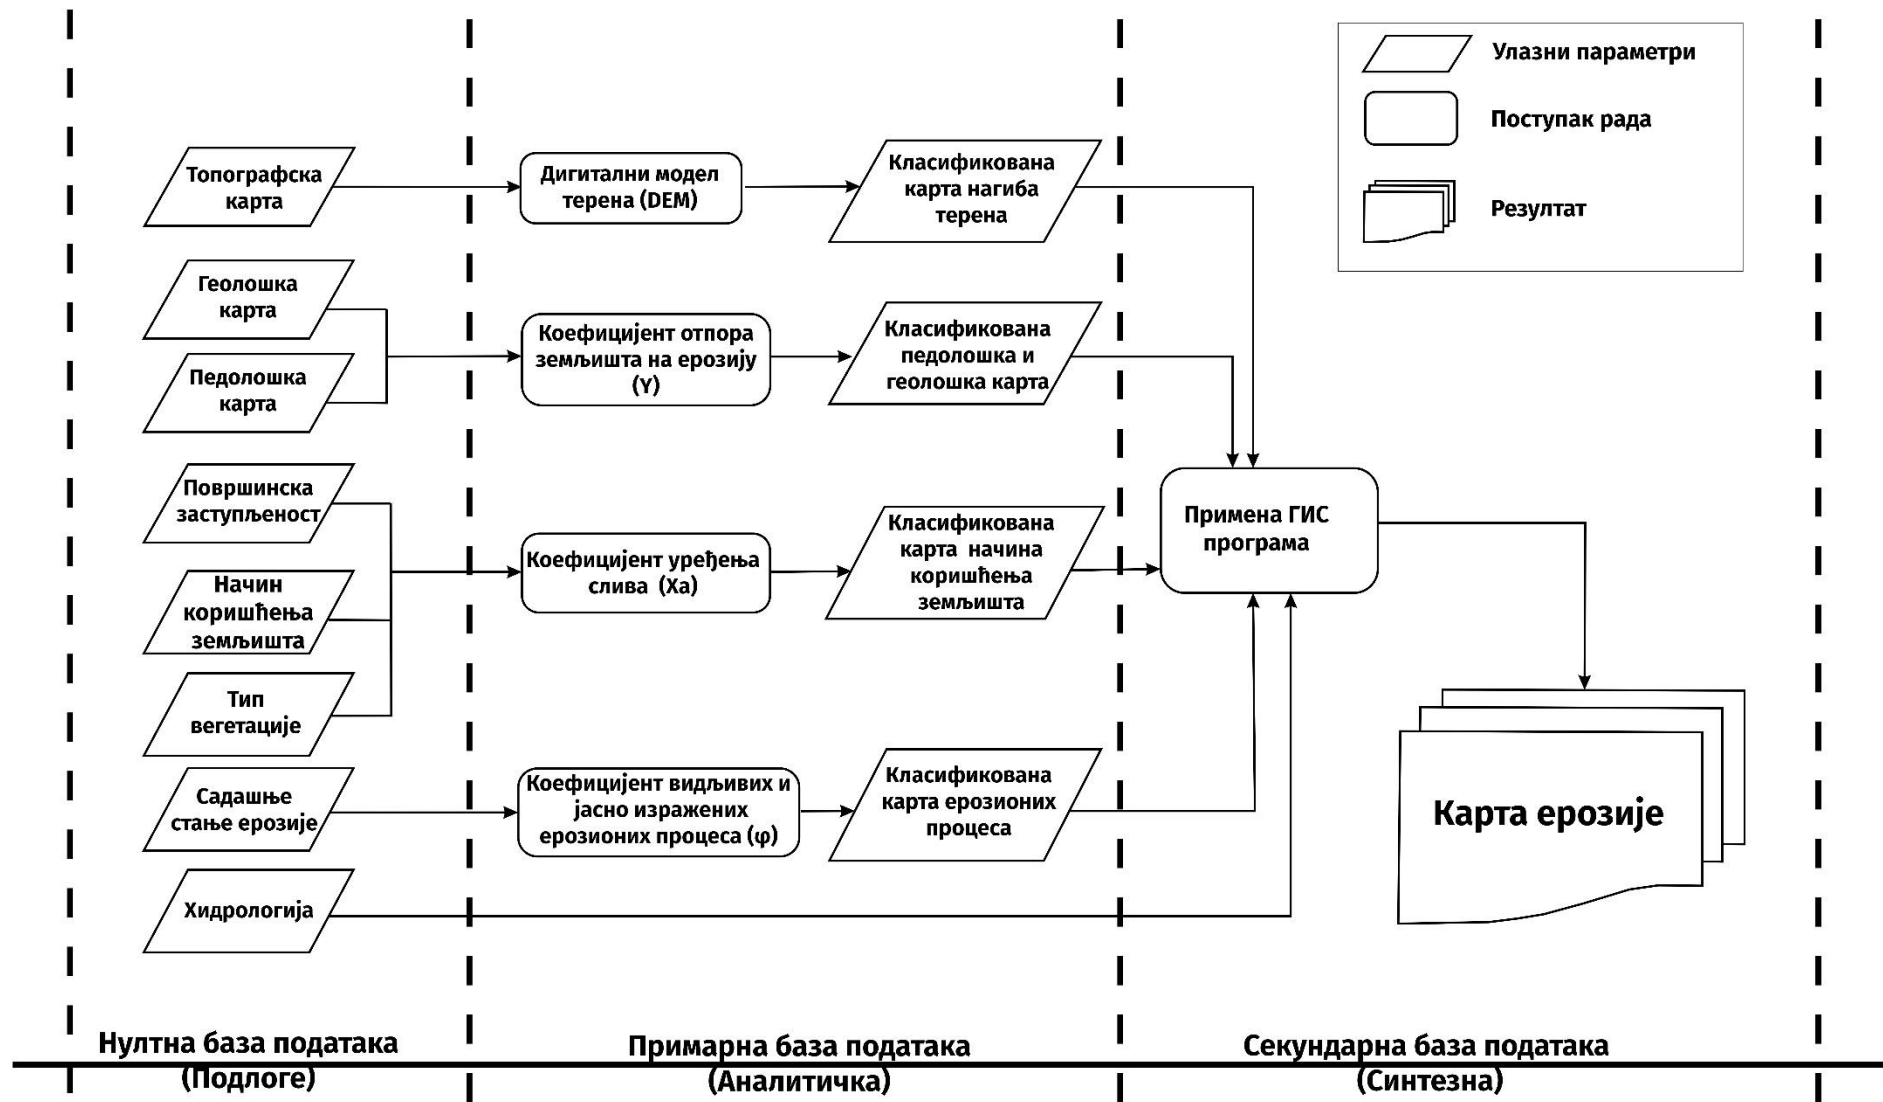 Улазни параметри
Поступак рада
Резултат
Топографска
карта
Дигитални модел
терена (DEM)
Класификована
карта нагиба
терена
Геолошка
карта
Педолошка
карта
Коефицијент отпора
земљишта на ерозију
(Y)
Класификована
педолошка и
геолошка карта
Површинска
заступљеност
Начин
коришћења
земљишта
Тип
вегетације
Коефицијент уређења
слива (Xa)
Класификована
карта начина
коришћења
земљишта
Примена ГИС
програма
Садашње
стање ерозије
Коефицијент видљивих и
јасно изражених
ерозионих процеса (φ)
Класификована
карта ерозионих
процеса
Карта ерозије
Хидрологија
Нултна база података
(Подлоге)
Примарна база података
(Аналитичка)
Секундарна база података
(Синтезна)